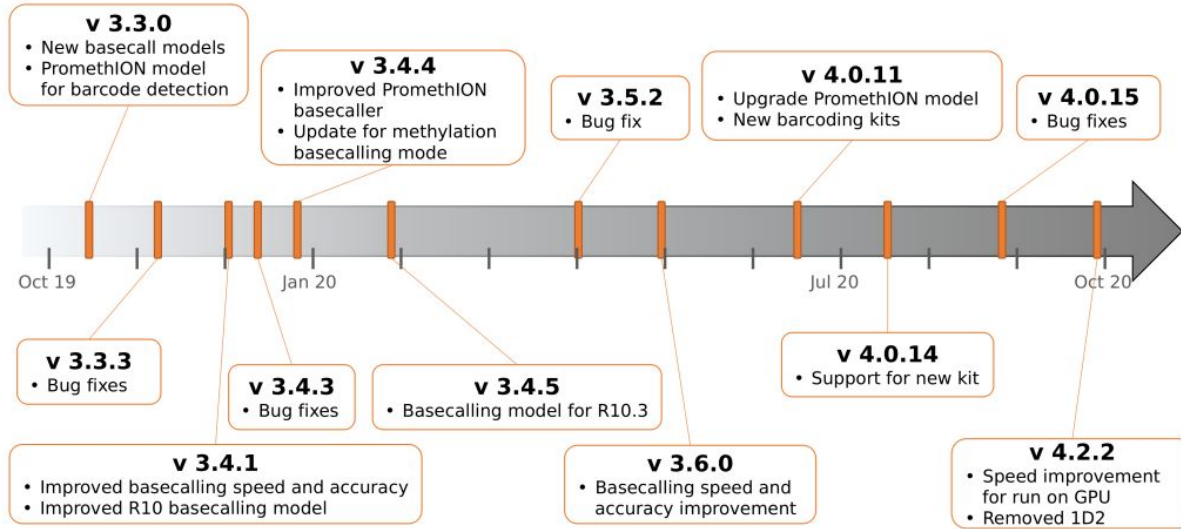 v 3.3.0
• New basecall models
• PromethION model
for barcode detection
v 3.4.4
• Improved PromethION
basecaller
• Update for methylation
basecalling mode
v 3.5.2
• Bug fix
v 4.0.11
• Upgrade PromethION model
• New barcoding kits
v 4.0.15
• Bug fixes
Oct 19
Jan 20
Jul 20
Oct 20
v 3.3.3
• Bug fixes
v 3.4.3
• Bug fixes
v 3.4.5
• Basecalling model for R10.3
v 4.0.14
• Support for new kit
v 3.4.1
• Improved basecalling speed and accuracy
• Improved R10 basecalling model
v 3.6.0
• Basecalling speed and
accuracy improvement
v 4.2.2
• Speed improvement
for run on GPU
• Removed 1D2